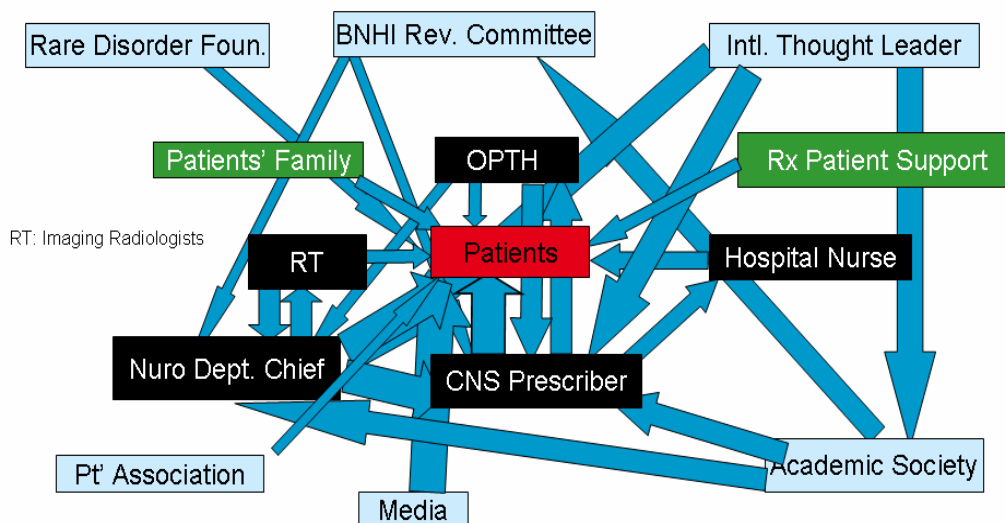 Rare Disorder Foun.
BNHI Rev. Committee
Intl. Thought Leader
Patients' Family
OPTH
Rx Patient Support
RT: Imaging Radiologists
RT
Patients
Hospital Nurse
Nuro Dept. Chief
CNS Prescriber
Pt' Association
Academic Society
Media